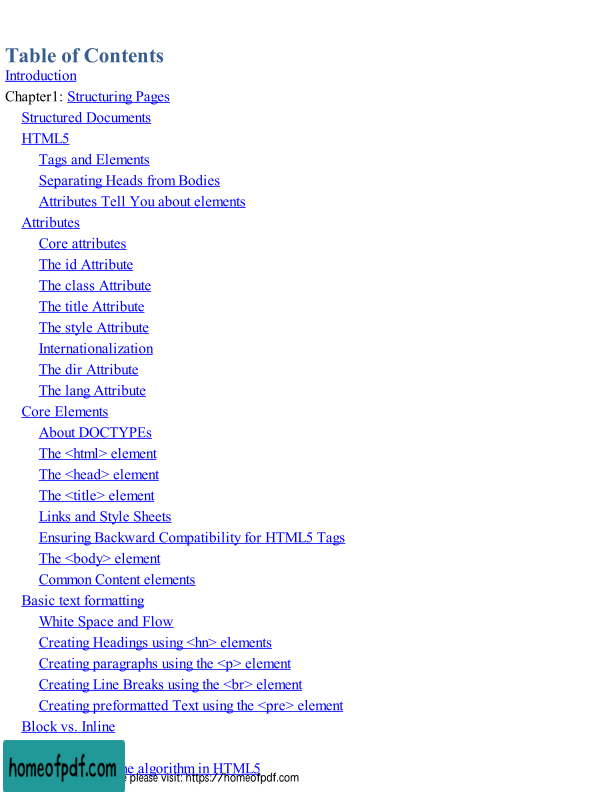 Table of Contents
Introduction
Chapter1: Structuring Pages
Structured Documents
HTML5
Tags and Elements
Separating Heads from Bodies
Attributes Tell You about elements
Attributes
Core attributes
The id Attribute
The class Attribute
The title Attribute
The style Attribute
Internationalization
The dir Attribute
The lang Attribute
Core Elements
About DOCTYPEs
The <html> element
The <head> element
The <title> element
Links and Style Sheets
Ensuring Backward Compatibility for HTML5 Tags
The <body> element
Common Content elements
Basic text formatting
White Space and Flow
Creating Headings using <hn> elements
Creating paragraphs using the <p> element
Creating Line Breaks using the <br> element
Creating preformatted Text using the <pre> element
Block vs. Inline
algorithm in HTML5
homeofpdf.com
please visit: https://homeofpdf.com